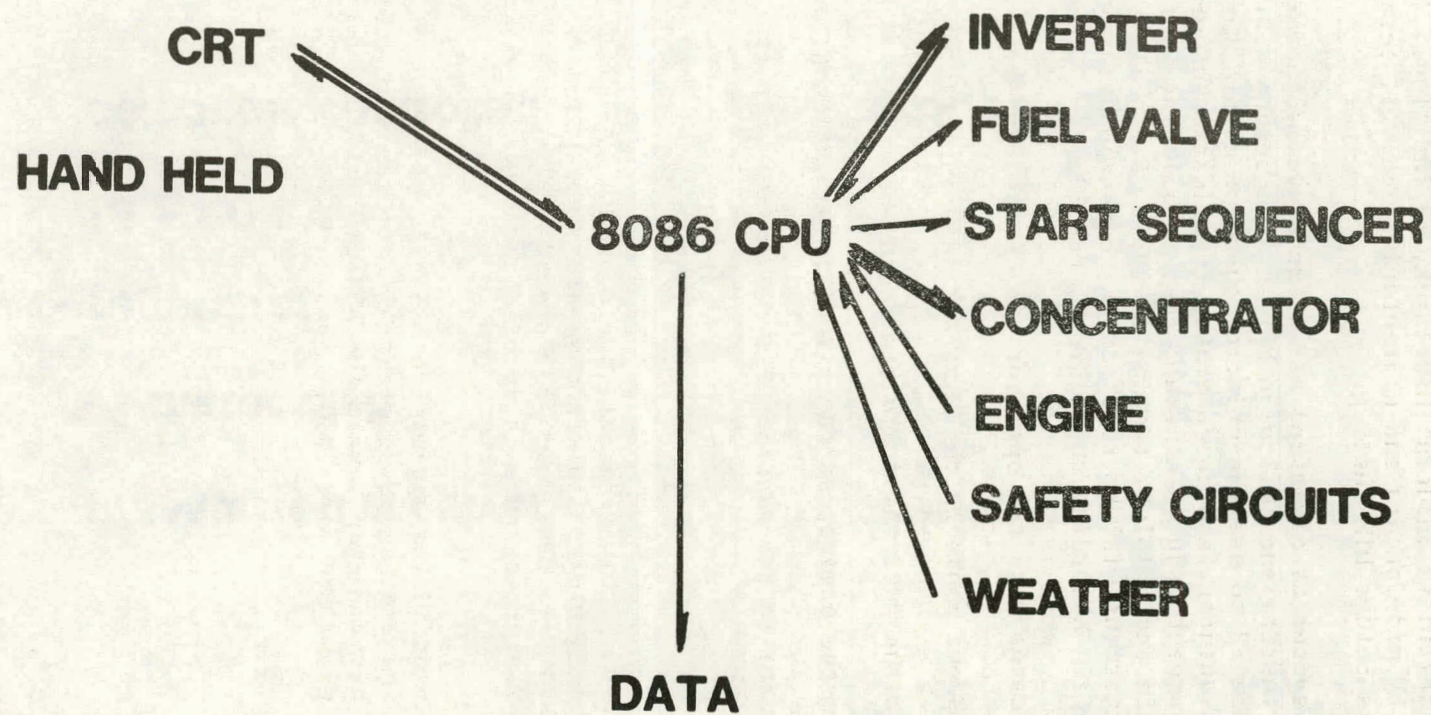 CRT
HAND HELD
8086 CPU
INVERTER
FUEL VALVE
START SEQUENCER
CONCENTRATOR
ENGINE
SAFETY CIRCUITS
WEATHER
DATA